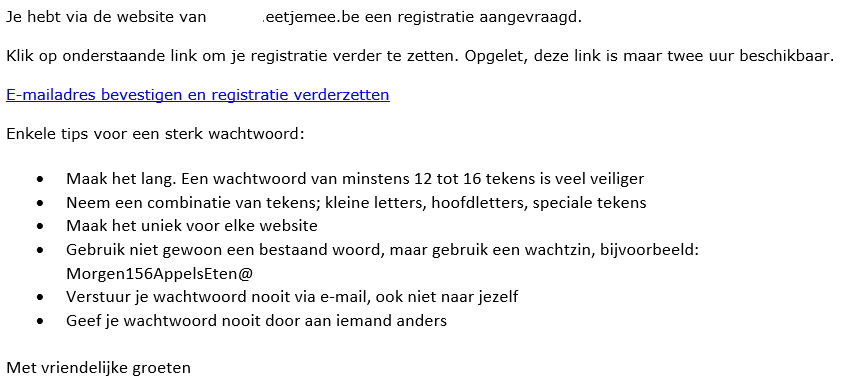 Je hebt via de website van .eetjemee.be een registratie aangevraagd.
Klik op onderstaande link om je registratie verder te zetten. Opgelet, deze link is maar twee uur beschikbaar.
E-mailadres bevestigen en registratie verderzetten
Enkele tips voor een sterk wachtwoord:
• Maak het lang. Een wachtwoord van minstens 12 tot 16 tekens is veel veiliger
• Neem een combinatie van tekens; kleine letters, hoofdletters, speciale tekens
• Maak het uniek voor elke website
• Gebruik niet gewoon een bestaand woord, maar gebruik een wachtzin, bijvoorbeeld:
Morgen156AppelsEten@
• Verstuur je wachtwoord nooit via e-mail, ook niet naar jezelf
• Geef je wachtwoord nooit door aan iemand anders
Met vriendelijke groeten